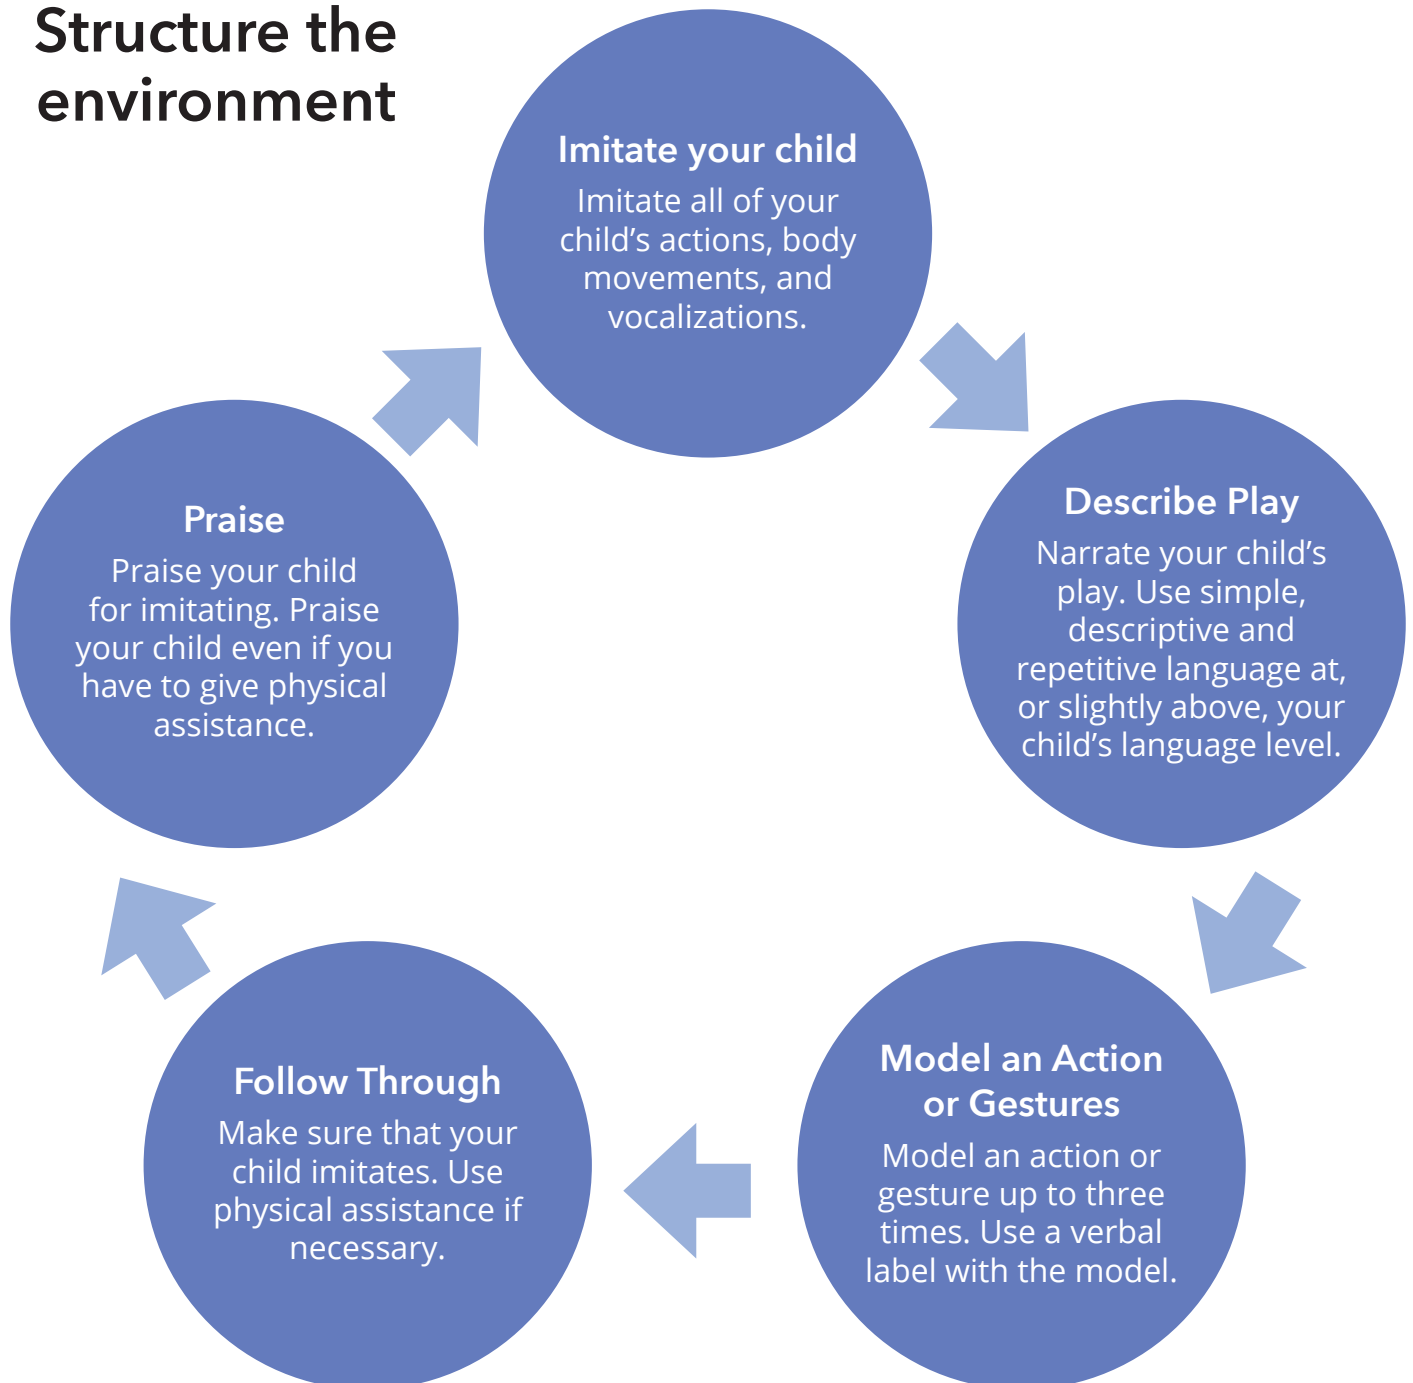 Structure the
environment
Imitate your child
Imitate all of your
child’s actions, body
movements, and
vocalizations.
Describe Play
Narrate your child’s
play. Use simple,
descriptive and
repetitive language at,
or slightly above, your
child’s language level.
Model an Action
or Gestures
Model an action or
gesture up to three
times. Use a verbal
label with the model.
Follow Through
Make sure that your
child imitates. Use
physical assistance if
necessary.
Praise
Praise your child
for imitating. Praise
your child even if you
have to give physical
assistance.